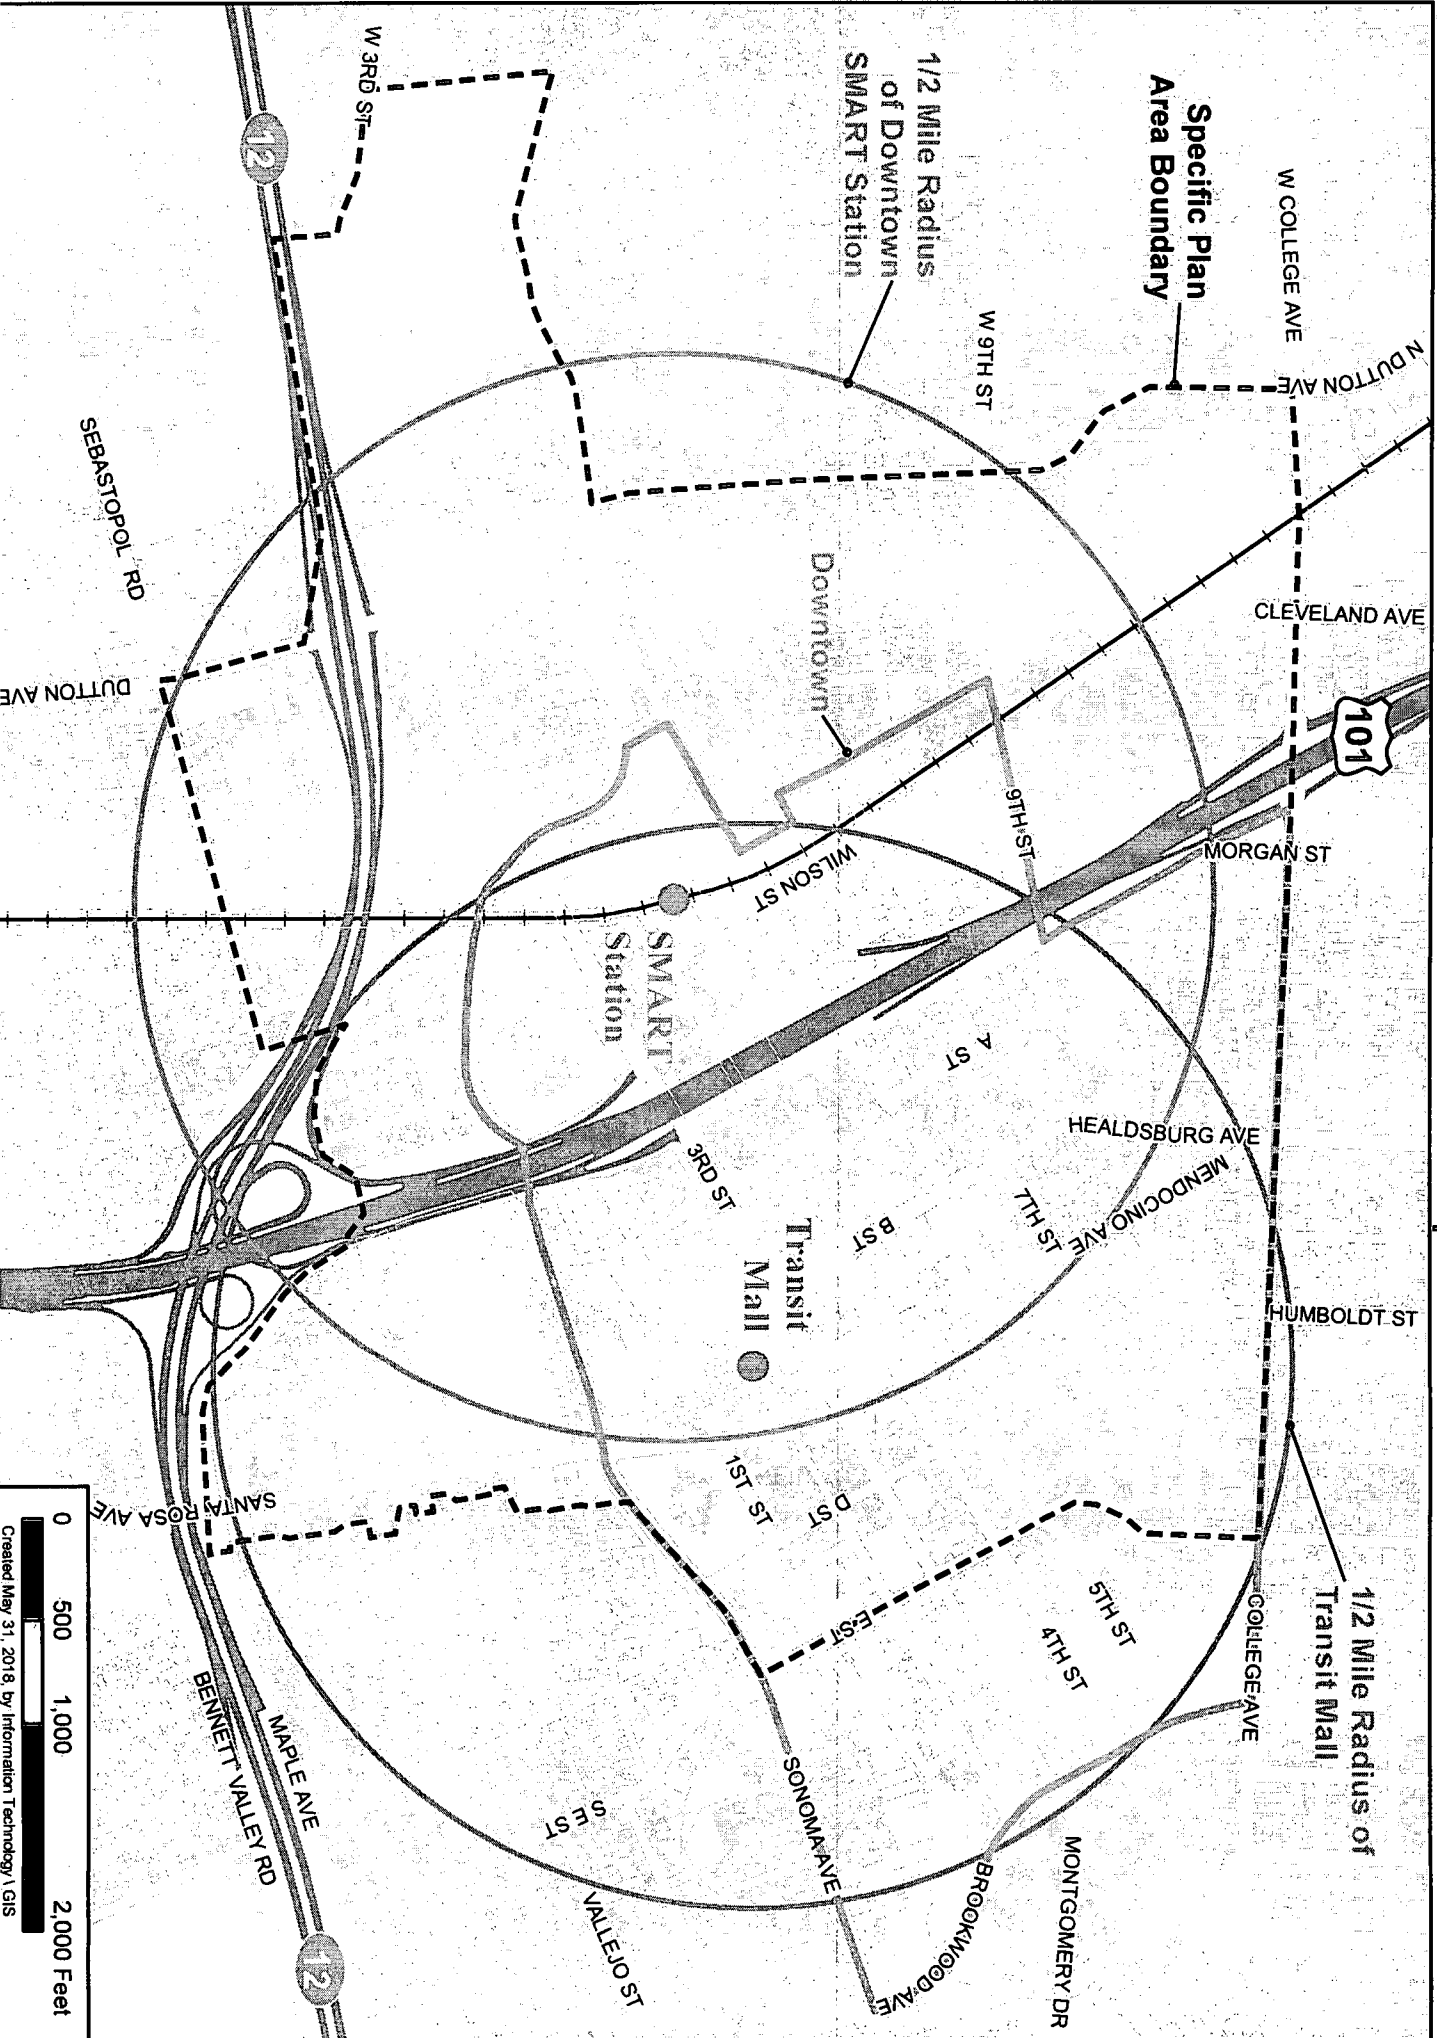 W COLLEGE AVE
N DUTTON AVE
CLEVELAND AVE
101
MORGAN ST
HUMBOLDT ST
1/2 Mile Radius of
Transit Mall
COLLEGE AVE
Specific Plan
Area Boundary
W 9TH ST
9TH ST
A ST
HEALDSBURG AVE
MENDOCINO AVE
7TH ST
5TH ST
4TH ST
MONTGOMERY DR
BROOKWOOD AVE
1/2 Mile Radius
of Downtown
SMART Station
Downtown
WILSON ST
B ST
Transit
Mall
D ST
E ST
SONOMA AVE
SMART
Station
3RD ST
1ST ST
S E ST
VALLEJO ST
W 3RD ST
12
SEBASTOPOL RD
DUTTON AVE
SANTA ROSA AVE
MAPLE AVE
BENNETT VALLEY RD
12
0 500 1,000 2,000 Feet
Created May 31, 2018, by Information Technology \ GIS